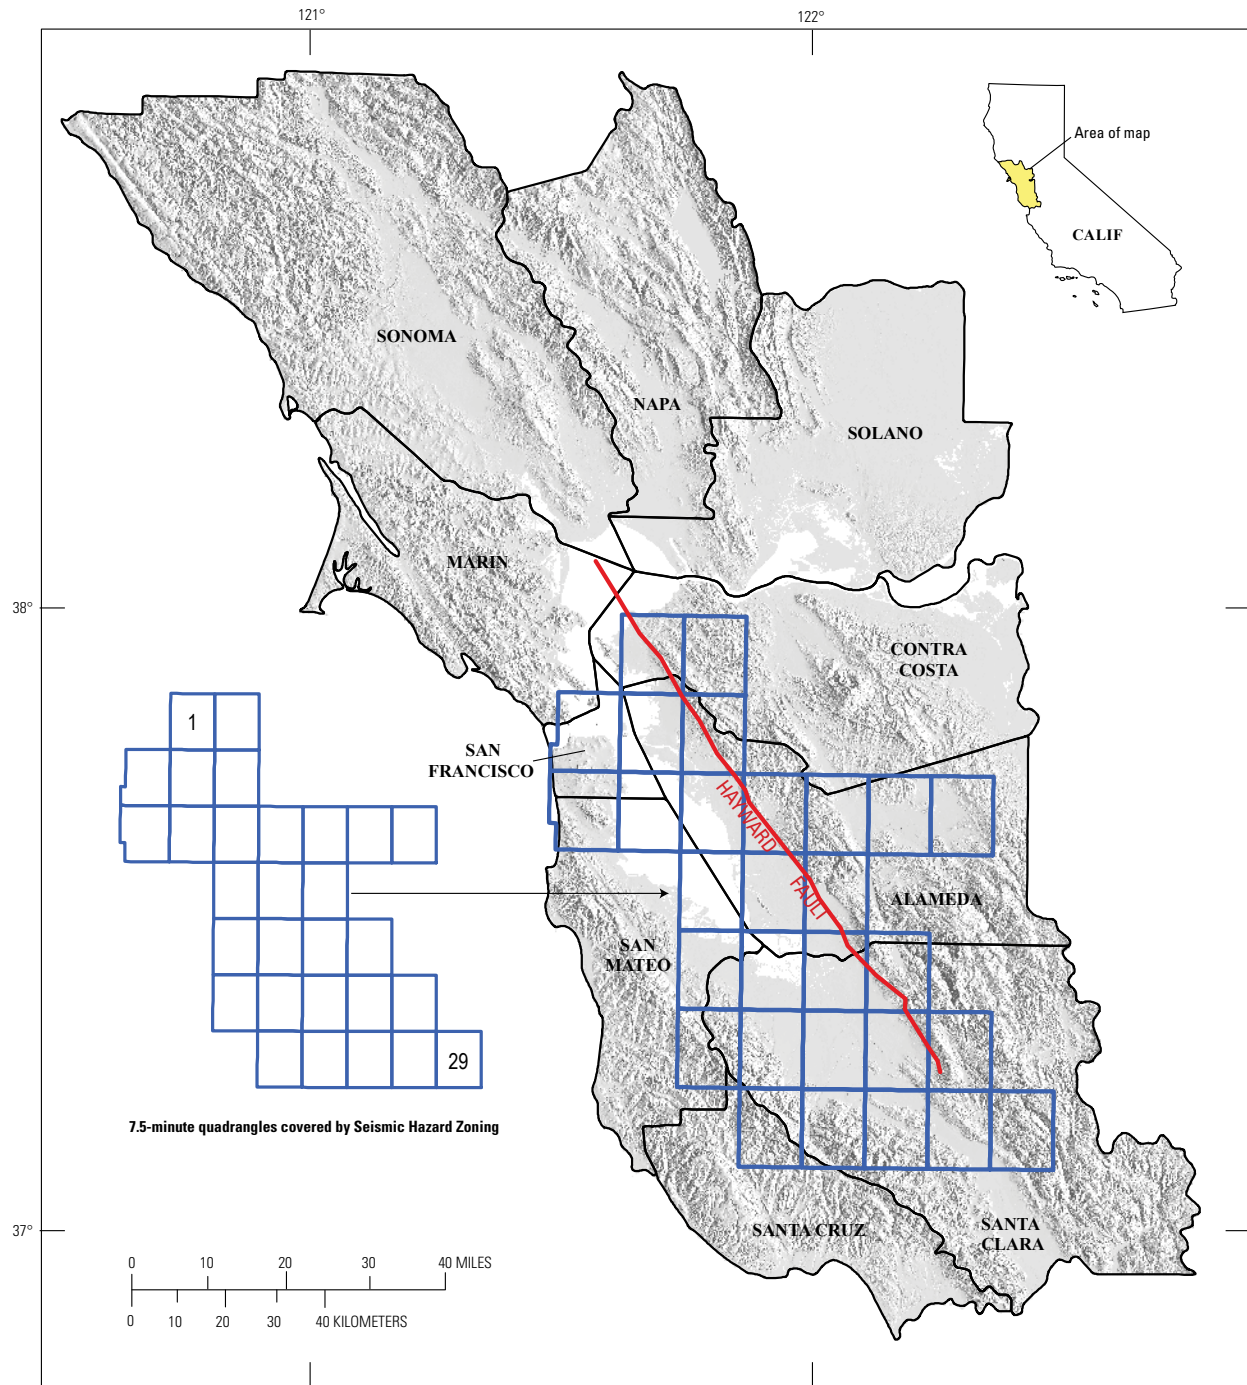 121°
122°
Area of map
CALIF
SONOMA
NAPA
SOLANO
MARIN
38°
CONTRA
COSTA
1
SAN
FRANCISCO
HAYWARD
FAULT
ALAMEDA
SAN
MATEO
29
7.5-minute quadrangles covered by Seismic Hazard Zoning
37°
SANTA CRUZ
SANTA
CLARA
0 10 20 30 40 MILES
0 10 20 30 40 KILOMETERS